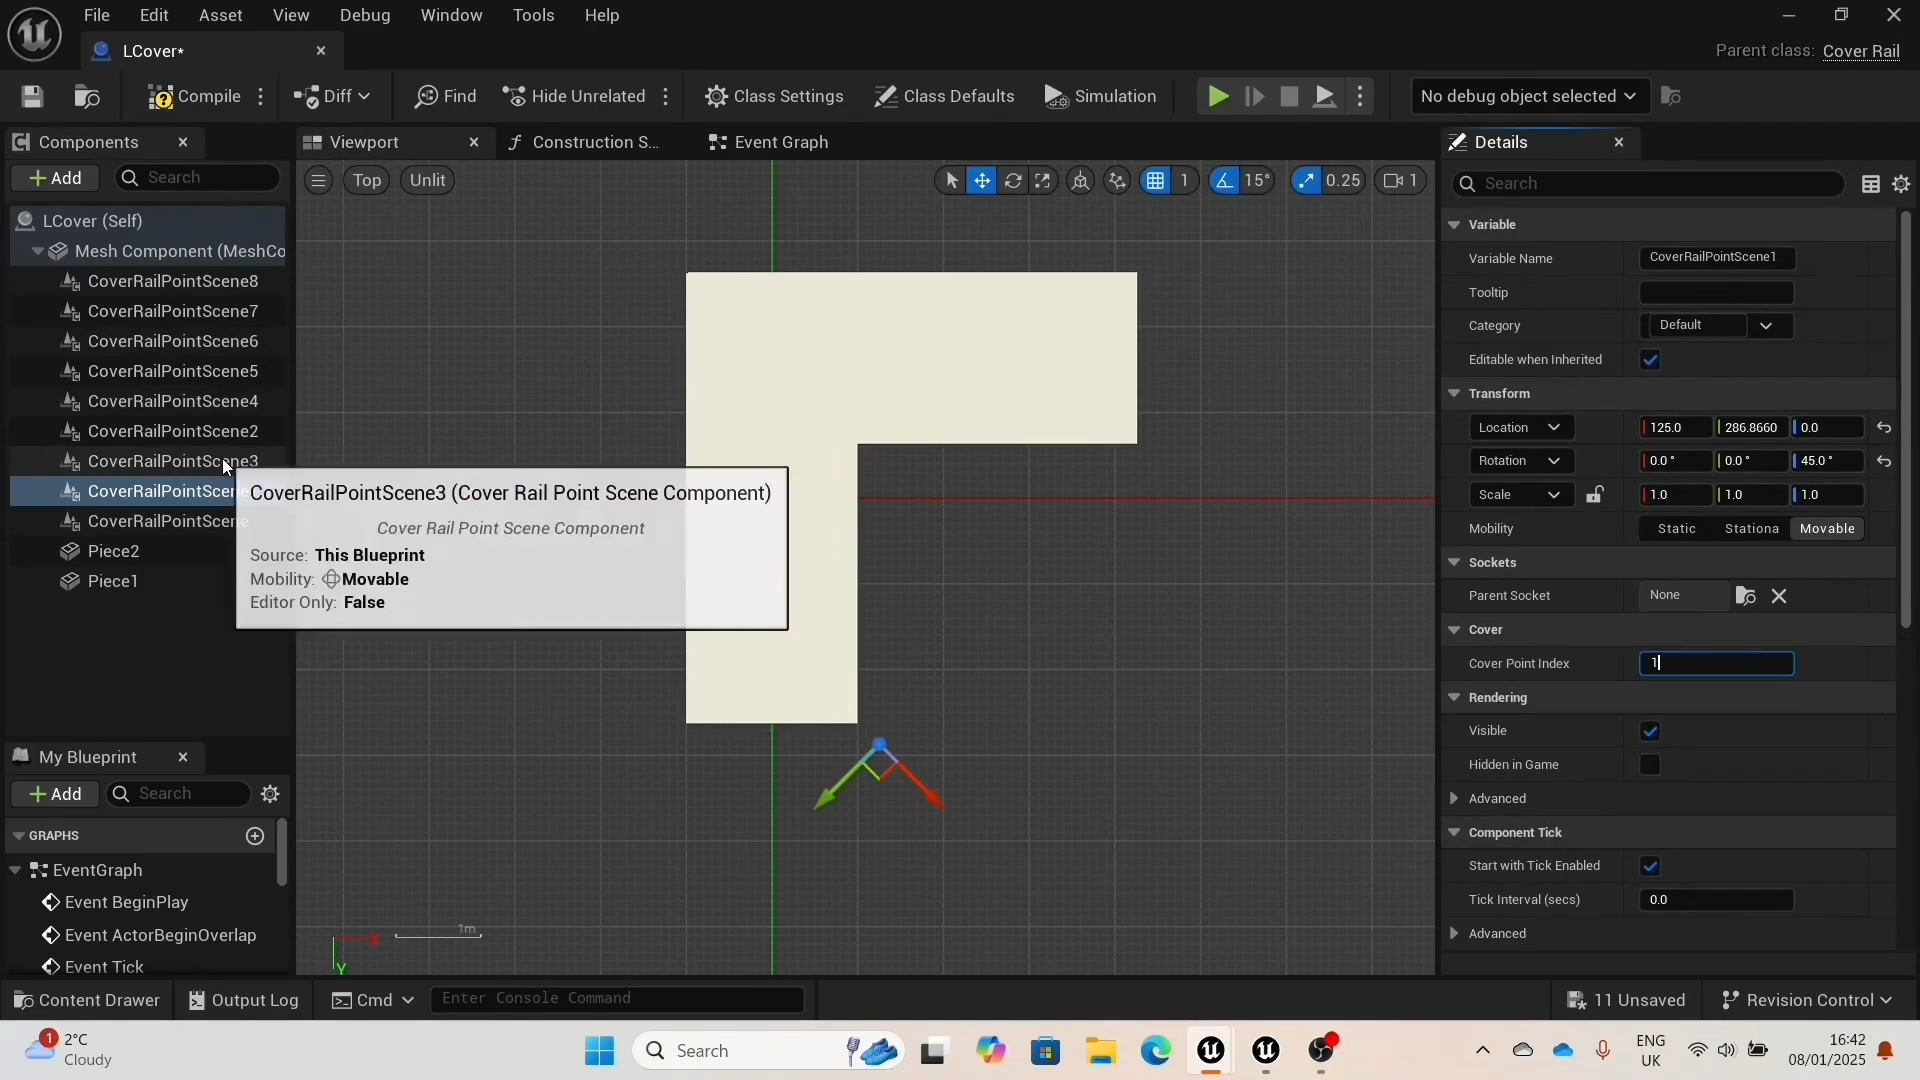 File Edit Asset View Debug Window Tools Help
LCover*
Parent class: Cover Rail
Compile Diff Find Hide Unrelated Class Settings Class Defaults Simulation No debug object selected
Components
Viewport Construction S... Event Graph
Details
Add Search
Top Unlit 1 15° 0.25 1
Search
LCover (Self)
Mesh Component (MeshCo
CoverRailPointScene8
CoverRailPointScene7
CoverRailPointScene6
CoverRailPointScene5
CoverRailPointScene4
CoverRailPointScene2
CoverRailPointScene3
CoverRailPointScene
CoverRailPointScene
Piece2
Piece1
CoverRailPointScene3 (Cover Rail Point Scene Component)
Cover Rail Point Scene Component
Source: This Blueprint
Mobility: Movable
Editor Only: False
1m
X
Y
Variable
Variable Name CoverRailPointScene1
Tooltip
Category Default
Editable when Inherited
Transform
Location 125.0 286.8660 0.0
Rotation 0.0° 0.0° 45.0°
Scale 1.0 1.0 1.0
Mobility Static Stationa Movable
Sockets
Parent Socket None
Cover
Cover Point Index 1
Rendering
Visible
Hidden in Game
Advanced
Component Tick
Start with Tick Enabled
Tick Interval (secs) 0.0
Advanced
My Blueprint
Add Search
GRAPHS
EventGraph
Event BeginPlay
Event ActorBeginOverlap
Event Tick
Content Drawer Output Log Cmd Enter Console Command 11 Unsaved Revision Control
1
2°C
Cloudy
Search
ENG
UK
16:42
08/01/2025